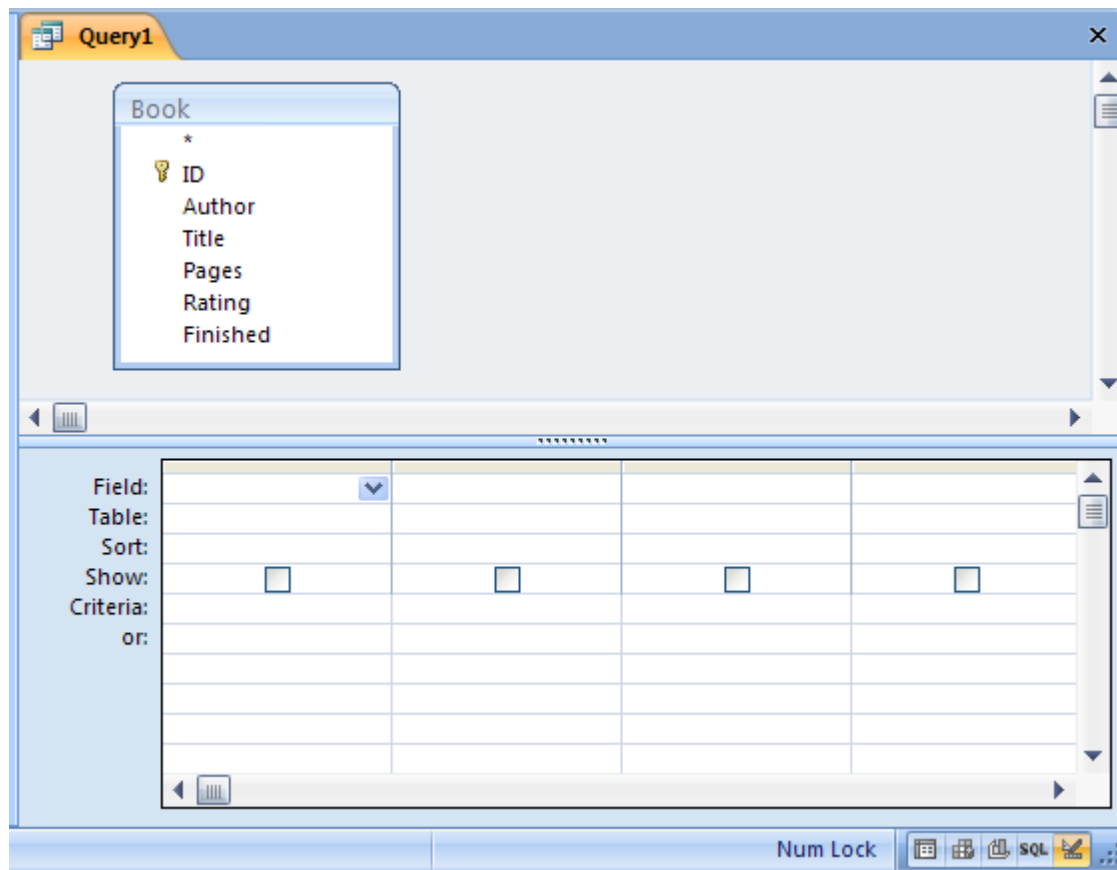 Query1
Book
*
ID
Author
Title
Pages
Rating
Finished
Field:
Table:
Sort:
Show:
Criteria:
or:
Num Lock
SQL